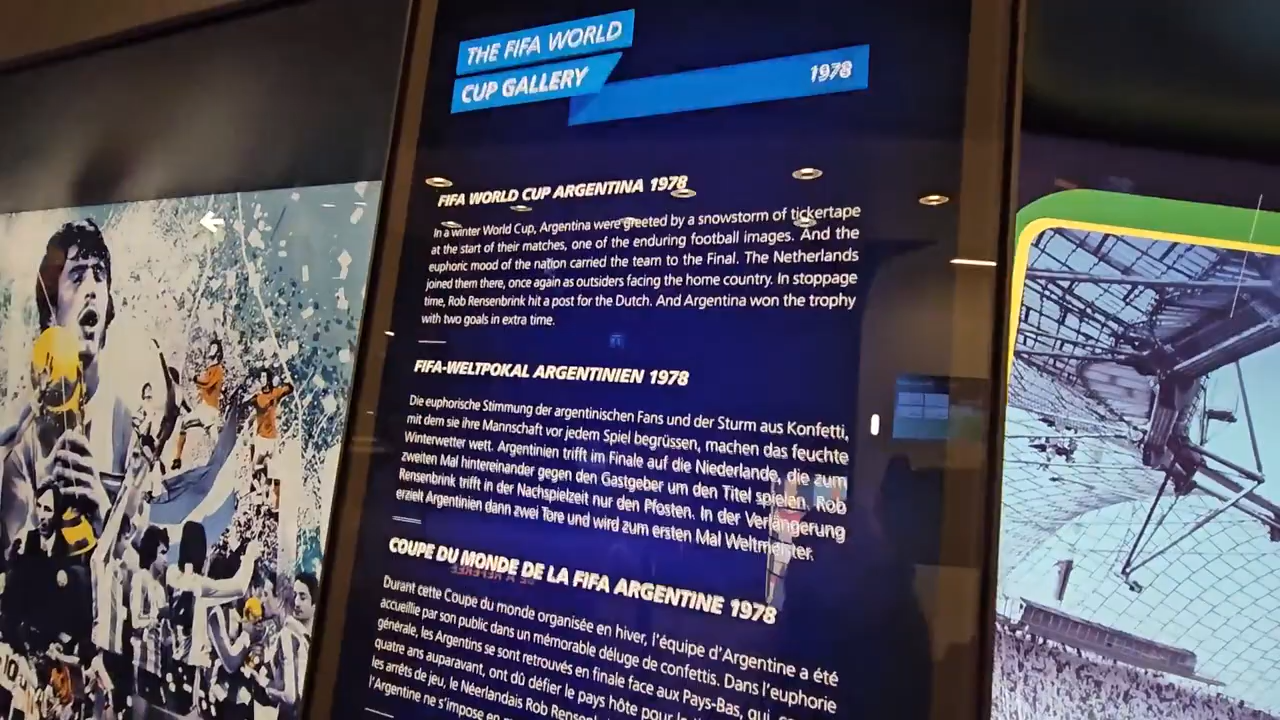 THE FIFA WORLD
CUP GALLERY
1978
FIFA WORLD CUP ARGENTINA 1978
In a winter World Cup, Argentina were greeted by a snowstorm of tickertape
at the start of their matches, one of the enduring football images. And the
euphoric mood of the nation carried the team to the Final. The Netherlands
joined them there, once again as outsiders facing the home country. In stoppage
time, Rob Rensenbrink hit a post for the Dutch. And Argentina won the trophy
with two goals in extra time.
FIFA-WELTPOKAL ARGENTINIEN 1978
Die euphorische Stimmung der argentinischen Fans und der Sturm aus Konfetti,
mit dem sie ihre Mannschaft vor jedem Spiel begrüssen, machen das feuchte
Winterwetter wett. Argentinien trifft im Finale auf die Niederlande, die zum
zweiten Mal hintereinander gegen den Gastgeber um den Titel spielen. Rob
Rensenbrink trifft in der Nachspielzeit nur den Pfosten. In der Verlängerung
erzielt Argentinien dann zwei Tore und wird zum ersten Mal Weltmeister.
COUPE DU MONDE DE LA FIFA ARGENTINE 1978
Durant cette Coupe du monde organisée en hiver, l'équipe d'Argentine a été
accueillie par son public dans un mémorable déluge de confettis. Dans l'euphorie
générale, les Argentins se sont retrouvés en finale face aux Pays-Bas, qui,
quatre ans auparavant, ont dû défier le pays hôte pour
les arrêts de jeu, le Néerlandais Rob
l'Argentine ne s'impose en